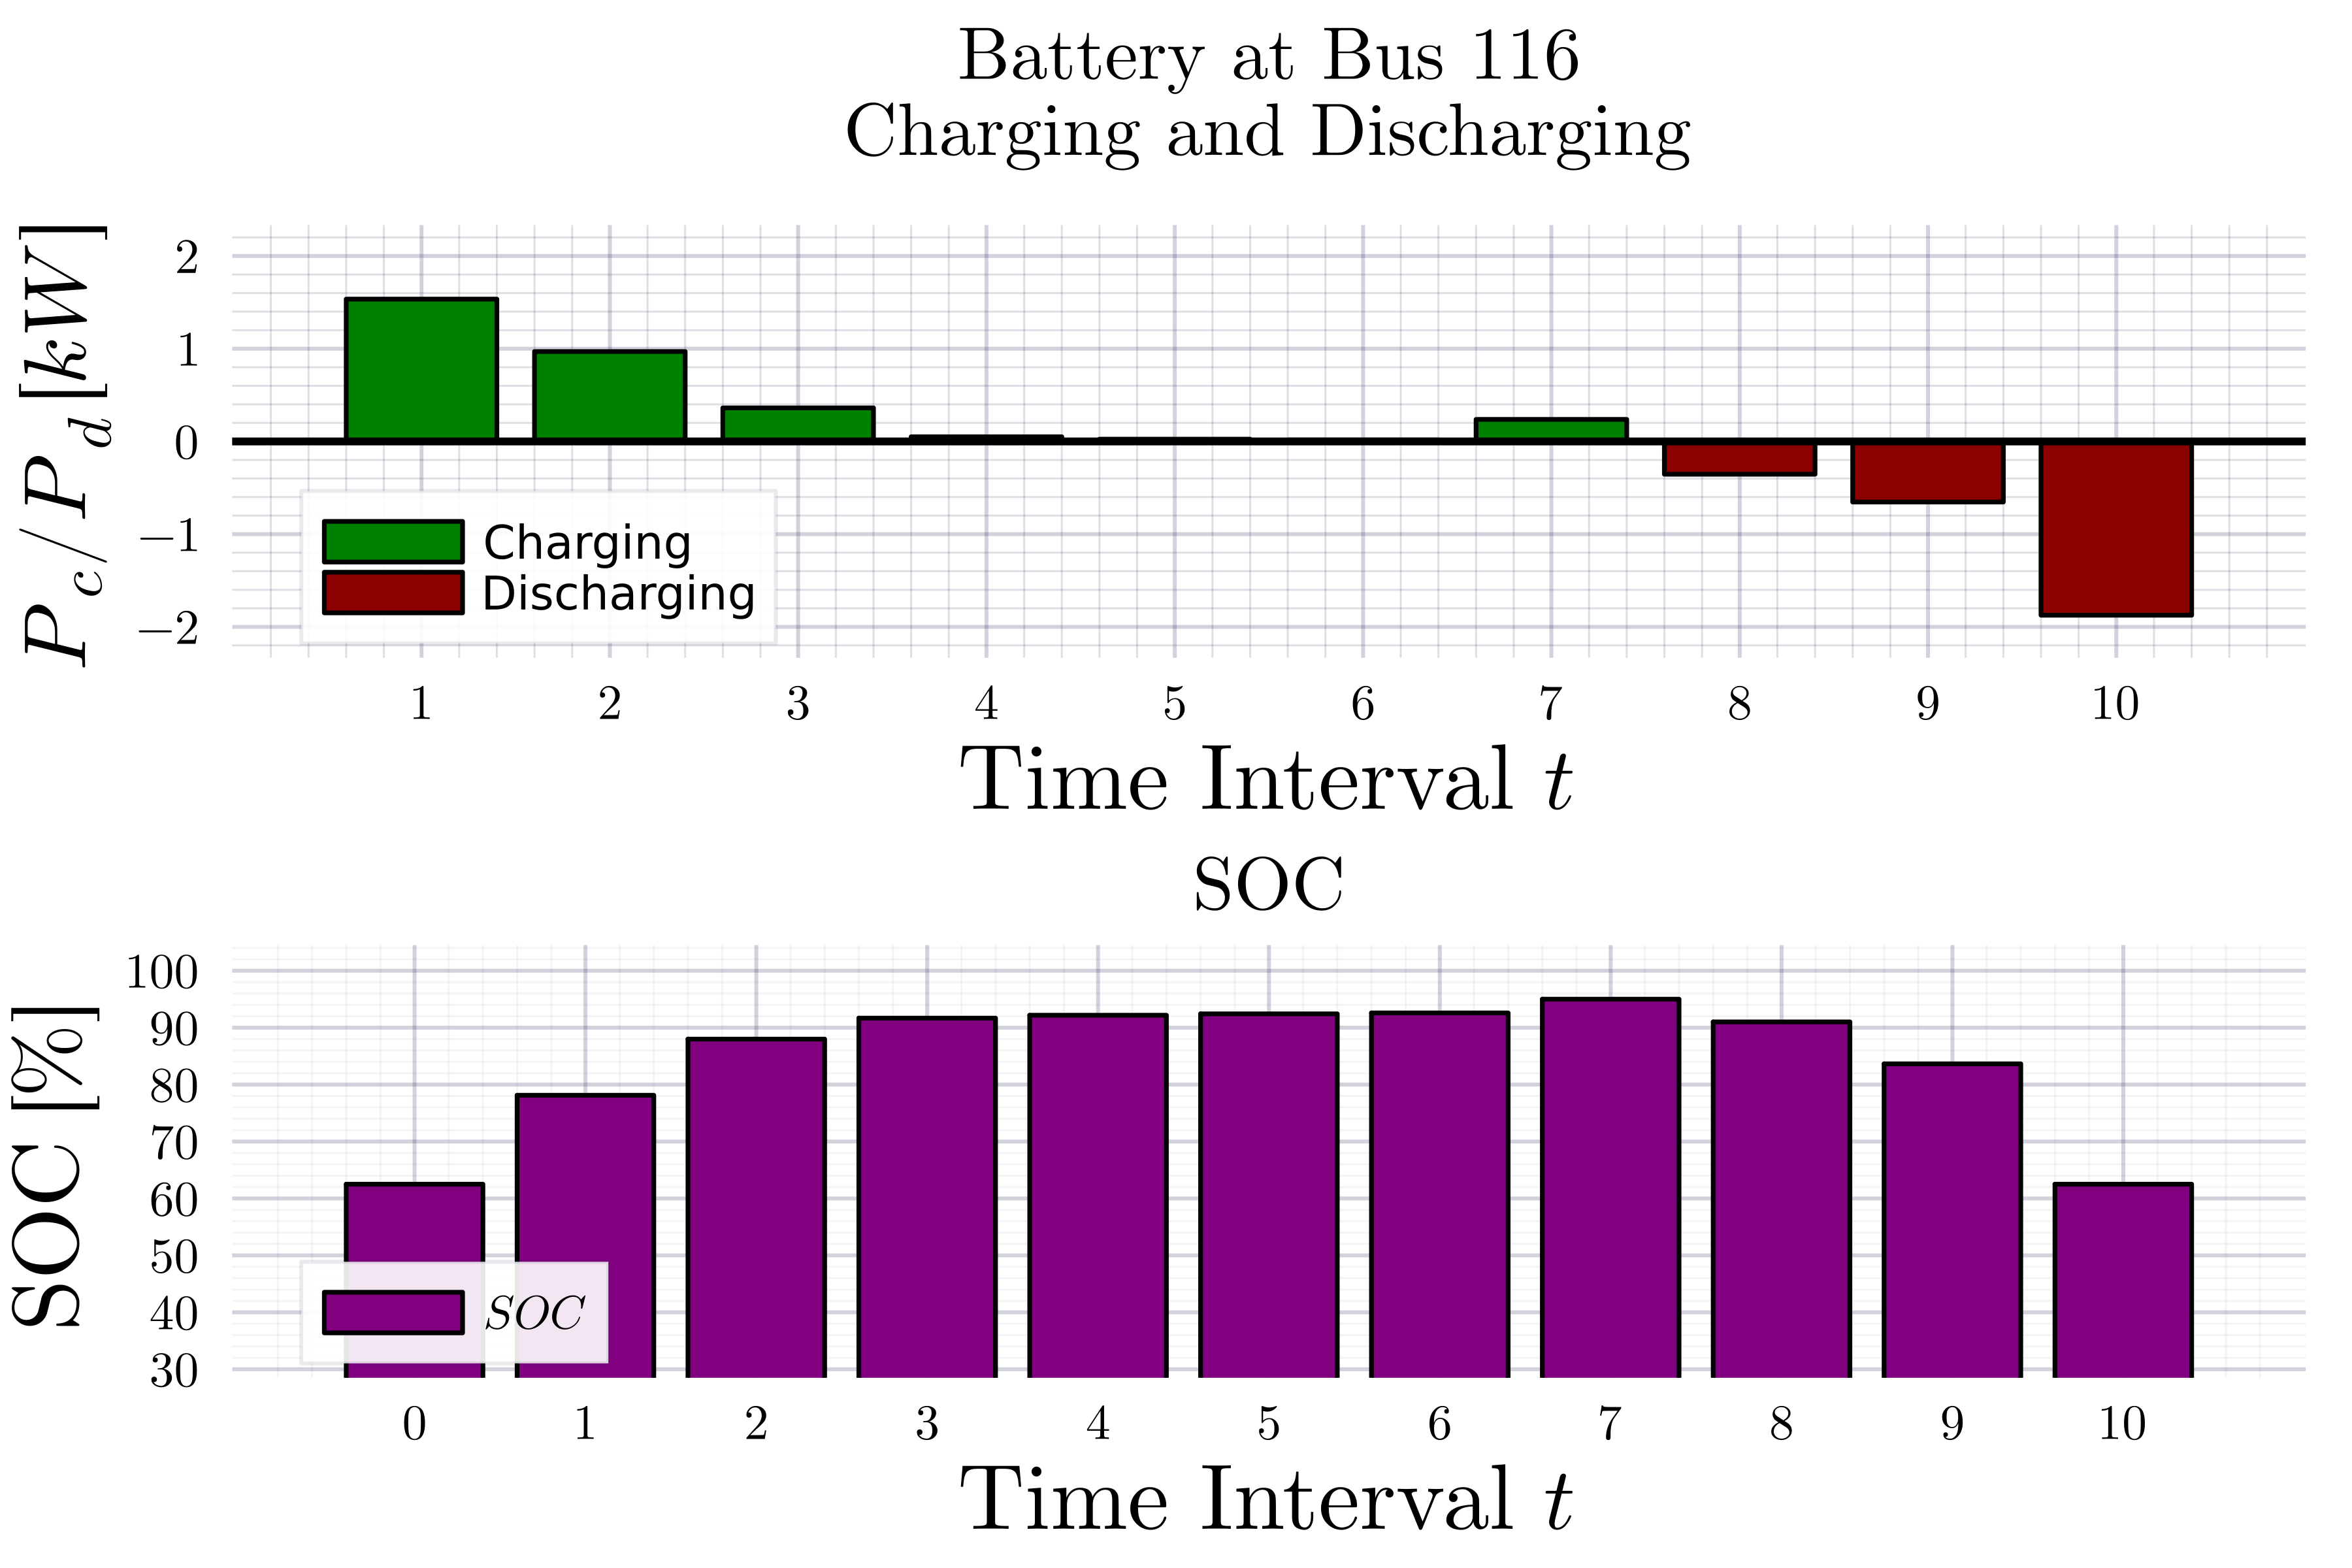 Battery at Bus 116
Charging and Discharging
P_c/P_d [kW]
2
1
0
−1
−2
Charging
Discharging
1 2 3 4 5 6 7 8 9 10
Time Interval t
SOC
SOC [%]
100
90
80
70
60
50
40
30
SOC
0 1 2 3 4 5 6 7 8 9 10
Time Interval t